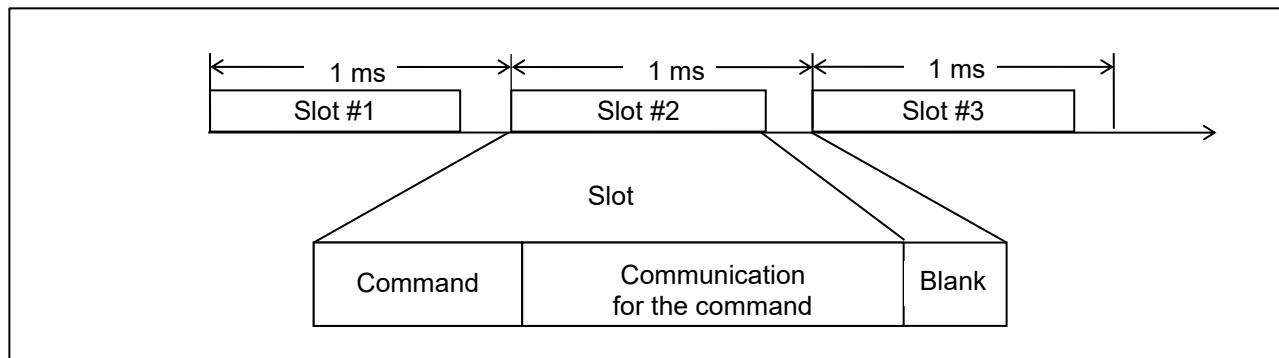 1 ms 1 ms 1 ms
Slot #1 Slot #2 Slot #3
Slot
Command Communication for the command Blank